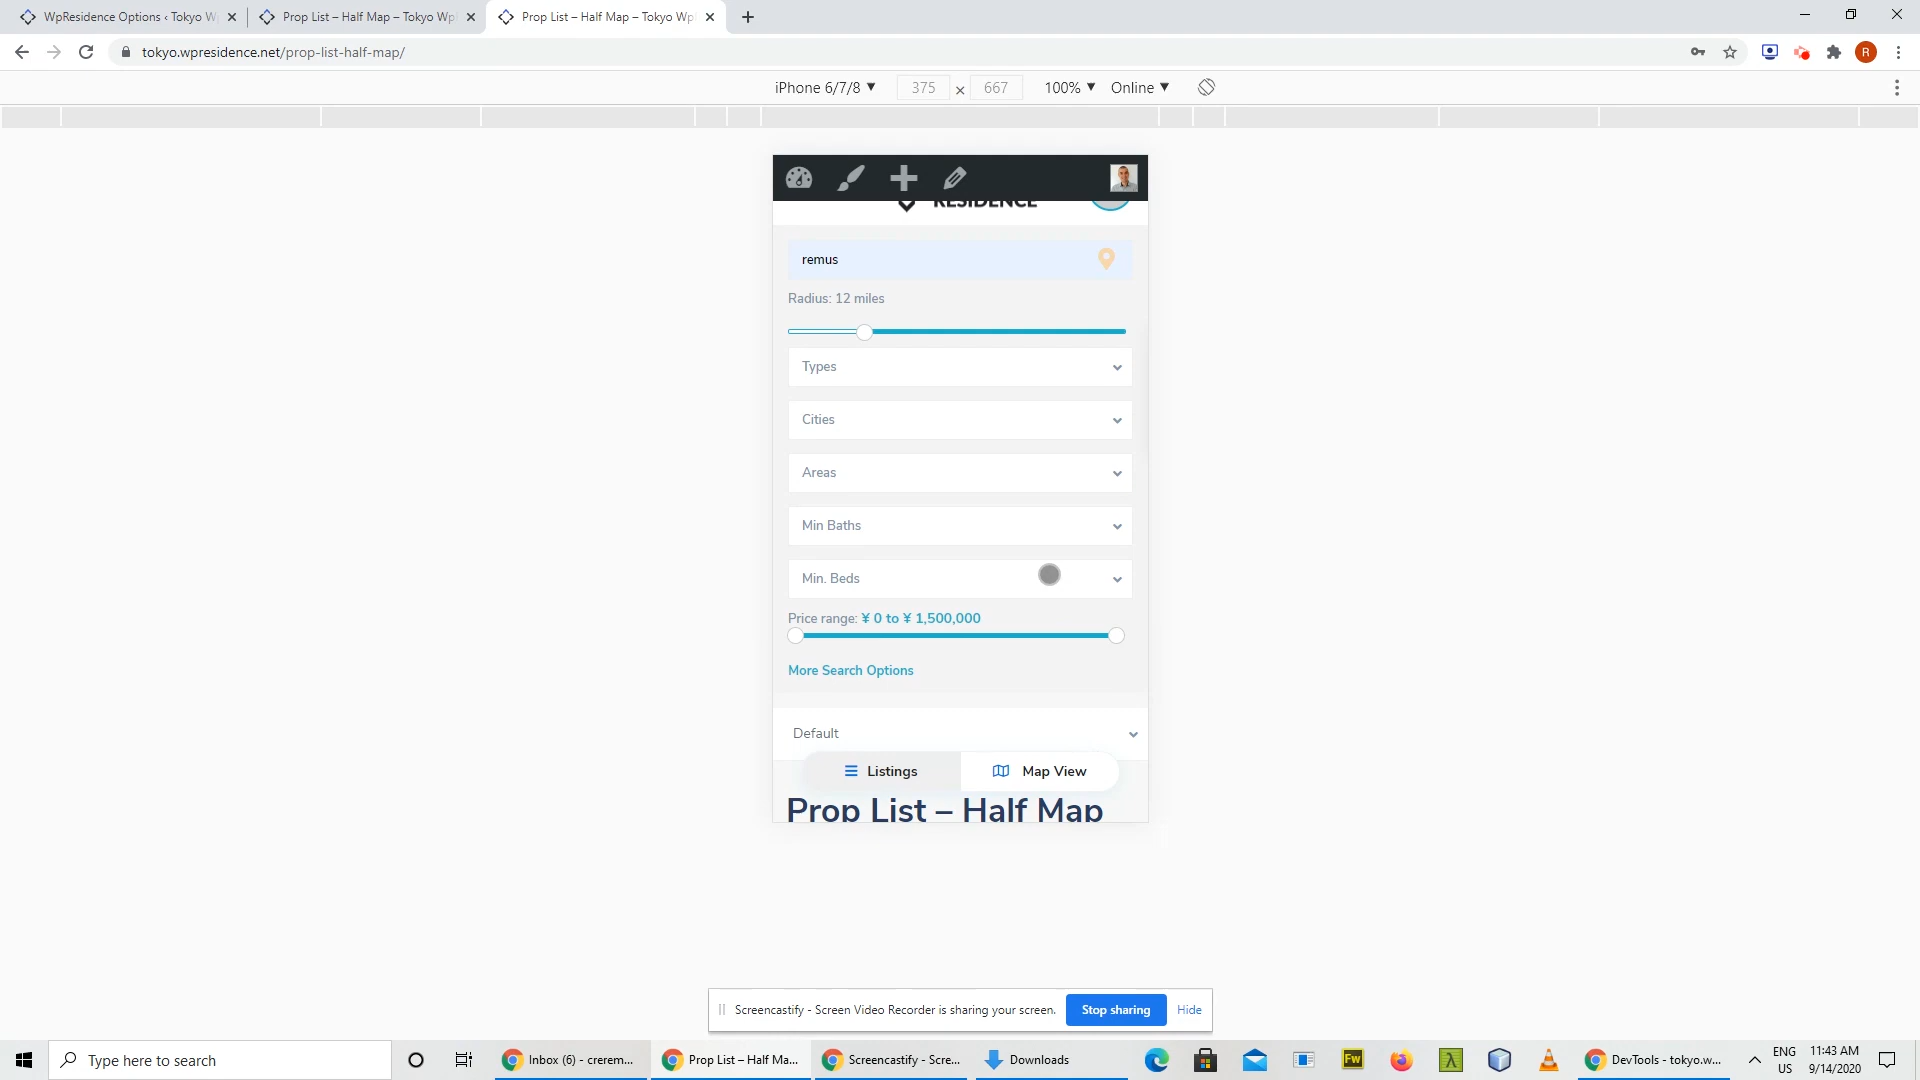 WpResidence Options ‹ Tokyo W
Prop List – Half Map – Tokyo Wp
Prop List – Half Map – Tokyo Wp
tokyo.wpresidence.net/prop-list-half-map/
R
iPhone 6/7/8 ▼ 375 × 667 100% ▼ Online ▼
RESIDENCE
remus
Radius: 12 miles
Types
Cities
Areas
Min Baths
Min. Beds
Price range: ¥ 0 to ¥ 1,500,000
More Search Options
Default
Listings
Map View
Prop List – Half Map
Screencastify - Screen Video Recorder is sharing your screen.
Stop sharing
Hide
Type here to search
Inbox (6) - crerem...
Prop List – Half Ma...
Screencastify - Scre...
Downloads
Fw
DevTools - tokyo.w...
ENG
US
11:43 AM
9/14/2020